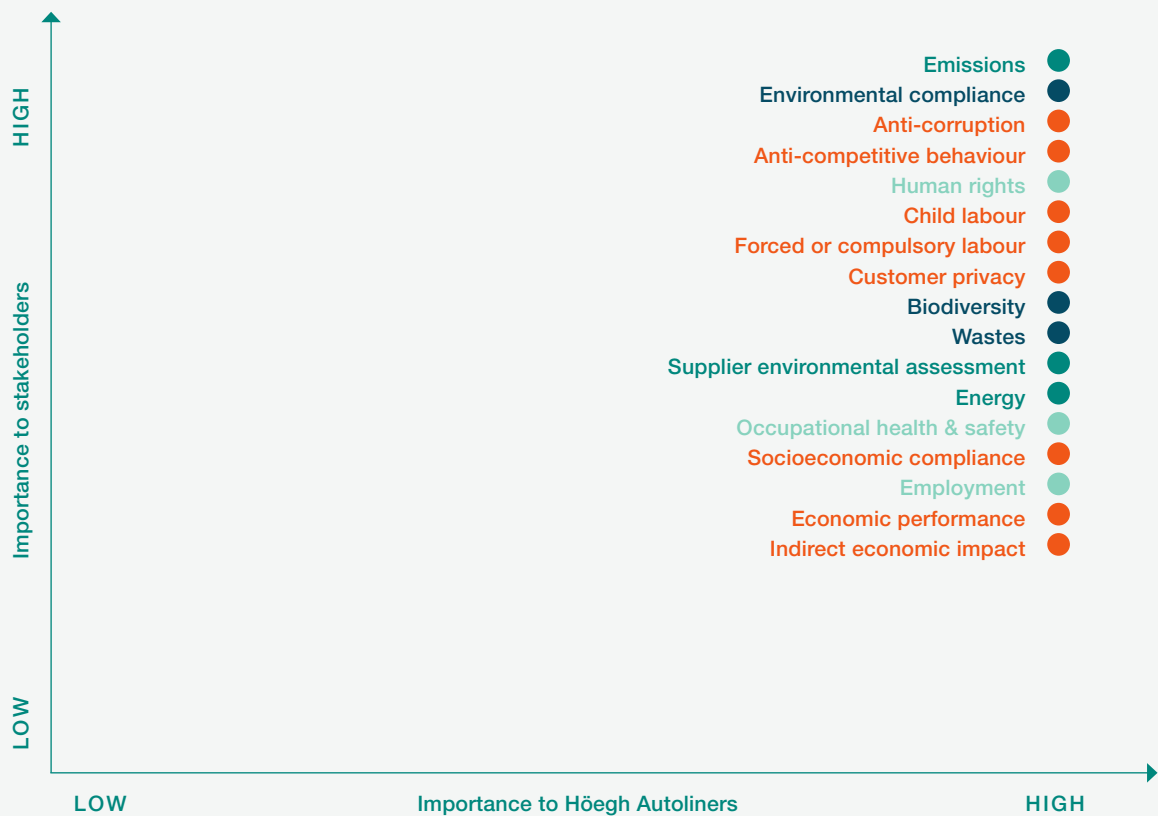 HIGH
Importance to stakeholders
LOW
Emissions
Environmental compliance
Anti-corruption
Anti-competitive behaviour
Human rights
Child labour
Forced or compulsory labour
Customer privacy
Biodiversity
Wastes
Supplier environmental assessment
Energy
Occupational health & safety
Socioeconomic compliance
Employment
Economic performance
Indirect economic impact
LOW
Importance to Höegh Autoliners
HIGH